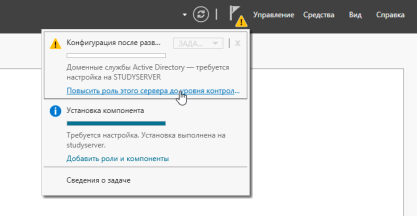 Управление Средства Вид Справка
Конфигурация после разв... ЗАДА... X
Доменные службы Active Directory — требуется
настройка на STUDYSERVER
Повысить роль этого сервера до уровня контрол...
Установка компонента
Требуется настройка. Установка выполнена на
studyserver.
Добавить роли и компоненты
Сведения о задаче